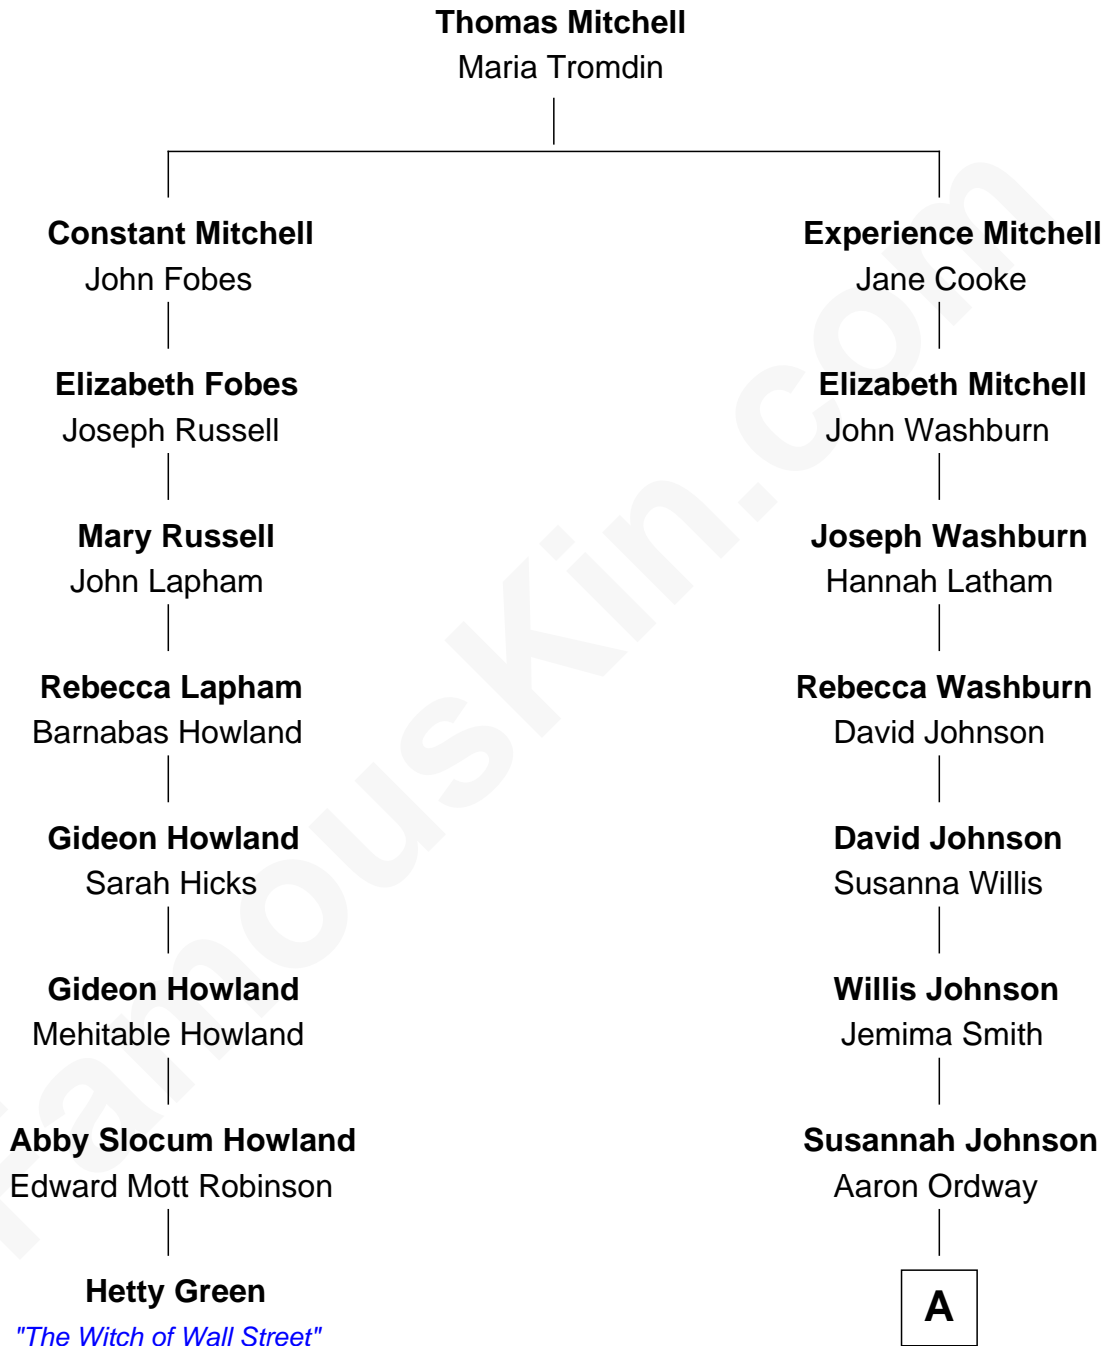 Thomas Mitchell
Maria Tromdin
Constant Mitchell
John Fobes
Experience Mitchell
Jane Cooke
Elizabeth Fobes
Joseph Russell
Elizabeth Mitchell
John Washburn
Mary Russell
John Lapham
Joseph Washburn
Hannah Latham
Rebecca Lapham
Barnabas Howland
Rebecca Washburn
David Johnson
Gideon Howland
Sarah Hicks
David Johnson
Susanna Willis
Gideon Howland
Mehitable Howland
Willis Johnson
Jemima Smith
Abby Slocum Howland
Edward Mott Robinson
Susannah Johnson
Aaron Ordway
Hetty Green
"The Witch of Wall Street"
A
FamousKin.com